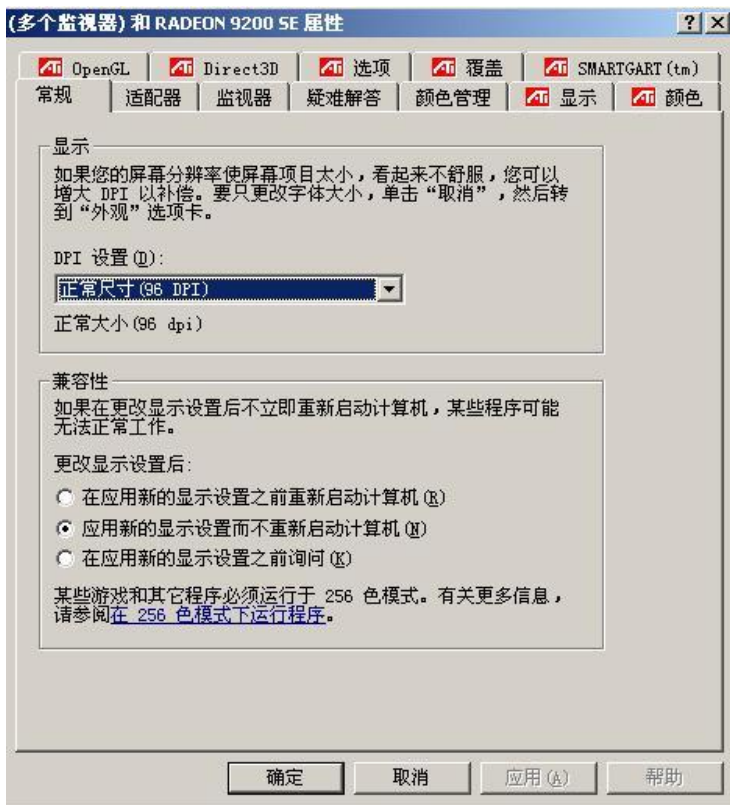 (多个监视器) 和 RADEON 9200 SE 属性
ATI OpenGL ATI Direct3D ATI 选项 ATI 覆盖 ATI SMARTGART(tm)
常规 适配器 监视器 疑难解答 颜色管理 ATI 显示 ATI 颜色
显示
如果您的屏幕分辨率使屏幕项目太小，看起来不舒服，您可以
增大 DPI 以补偿。要只更改字体大小，单击“取消”，然后转
到“外观”选项卡。
DPI 设置(D):
正常尺寸(96 DPI)
正常大小(96 dpi)
兼容性
如果在更改显示设置后不立即重新启动计算机，某些程序可能
无法正常工作。
更改显示设置后:
在应用新的显示设置之前重新启动计算机(R)
应用新的显示设置而不重新启动计算机(N)
在应用新的显示设置之前询问(K)
某些游戏和其它程序必须运行于 256 色模式。有关更多信息，
请参阅在 256 色模式下运行程序。
确定 取消 应用(A) 帮助